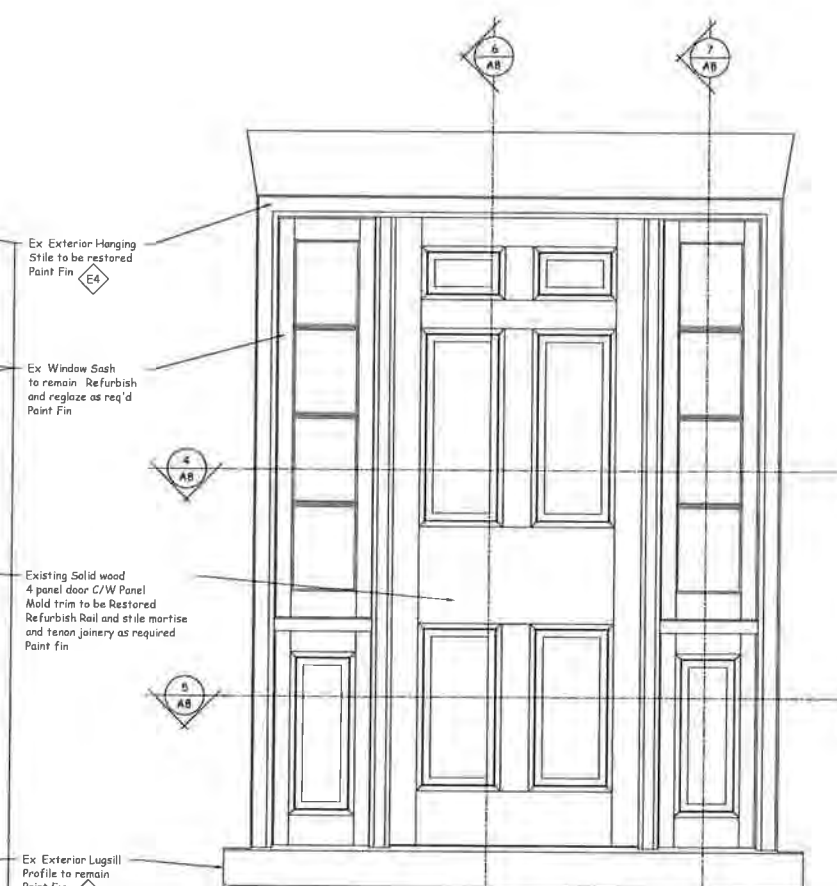 6
A8
7
A8
Ex Exterior Hanging
Stile to be restored
Paint Fin E4
Ex Window Sash
to remain Refurbish
and reglaze as req'd
Paint Fin
4
A8
Existing Solid wood
4 panel door C/W Panel
Mold trim to be Restored
Refurbish Rail and stile mortise
and tenon joinery as required
Paint fin
5
A8
Ex Exterior Lugsill
Profile to remain